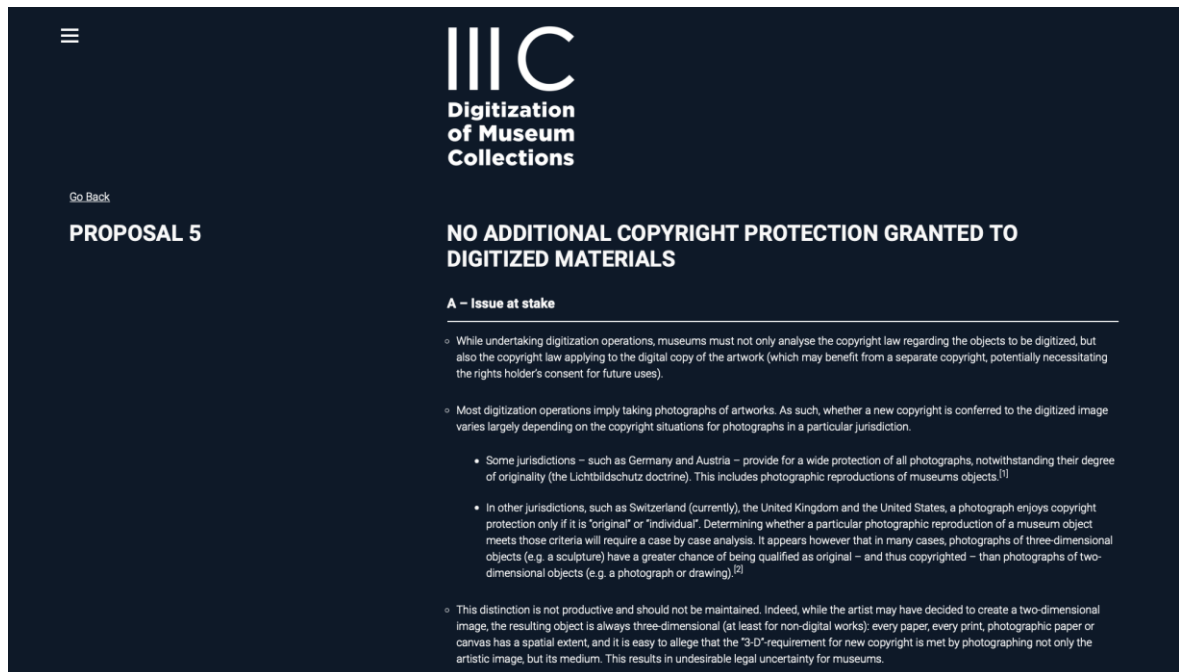 IIIC
Digitization
of Museum
Collections
Go Back
PROPOSAL 5
NO ADDITIONAL COPYRIGHT PROTECTION GRANTED TO
DIGITIZED MATERIALS
A – Issue at stake
While undertaking digitization operations, museums must not only analyse the copyright law regarding the objects to be digitized, but
also the copyright law applying to the digital copy of the artwork (which may benefit from a separate copyright, potentially necessitating
the rights holder's consent for future uses).
Most digitization operations imply taking photographs of artworks. As such, whether a new copyright is conferred to the digitized image
varies largely depending on the copyright situations for photographs in a particular jurisdiction.
Some jurisdictions – such as Germany and Austria – provide for a wide protection of all photographs, notwithstanding their degree
of originality (the Lichtbildschutz doctrine). This includes photographic reproductions of museums objects.[1]
In other jurisdictions, such as Switzerland (currently), the United Kingdom and the United States, a photograph enjoys copyright
protection only if it is "original" or "individual". Determining whether a particular photographic reproduction of a museum object
meets those criteria will require a case by case analysis. It appears however that in many cases, photographs of three-dimensional
objects (e.g. a sculpture) have a greater chance of being qualified as original – and thus copyrighted – than photographs of two-
dimensional objects (e.g. a photograph or drawing).[2]
This distinction is not productive and should not be maintained. Indeed, while the artist may have decided to create a two-dimensional
image, the resulting object is always three-dimensional (at least for non-digital works): every paper, every print, photographic paper or
canvas has a spatial extent, and it is easy to allege that the "3-D"-requirement for new copyright is met by photographing not only the
artistic image, but its medium. This results in undesirable legal uncertainty for museums.